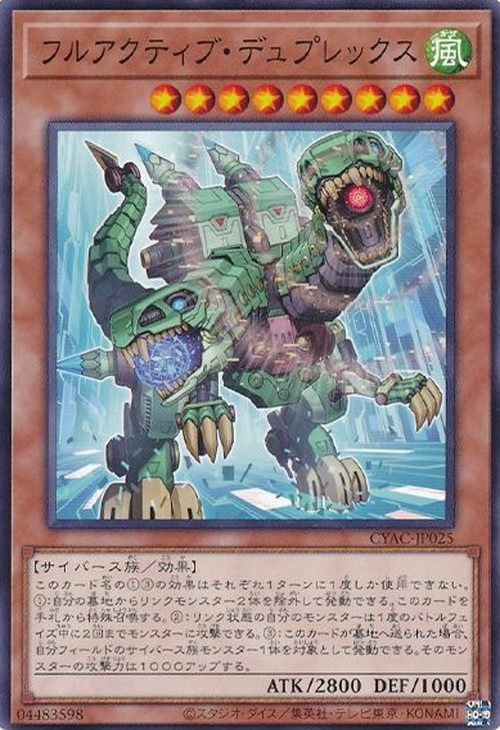 フルアクティブ・デュプレックス
風
CYAC-JP025
【サイバース族/効果】
このカード名の①③の効果はそれぞれ1ターンに1度しか使用できない。
①:自分の墓地からリンクモンスター2体を除外して発動できる。このカードを
手札から特殊召喚する。②:リンク状態の自分のモンスターは1度のバトルフェ
イズ中に2回までモンスターに攻撃できる。③:このカードが墓地へ送られた場合、
自分フィールドのサイバース族モンスター1体を対象として発動できる。そのモン
スターの攻撃力は1000アップする。
ATK/2800 DEF/1000
04483598
©スタジオ・ダイス/集英社・テレビ東京・KONAMI